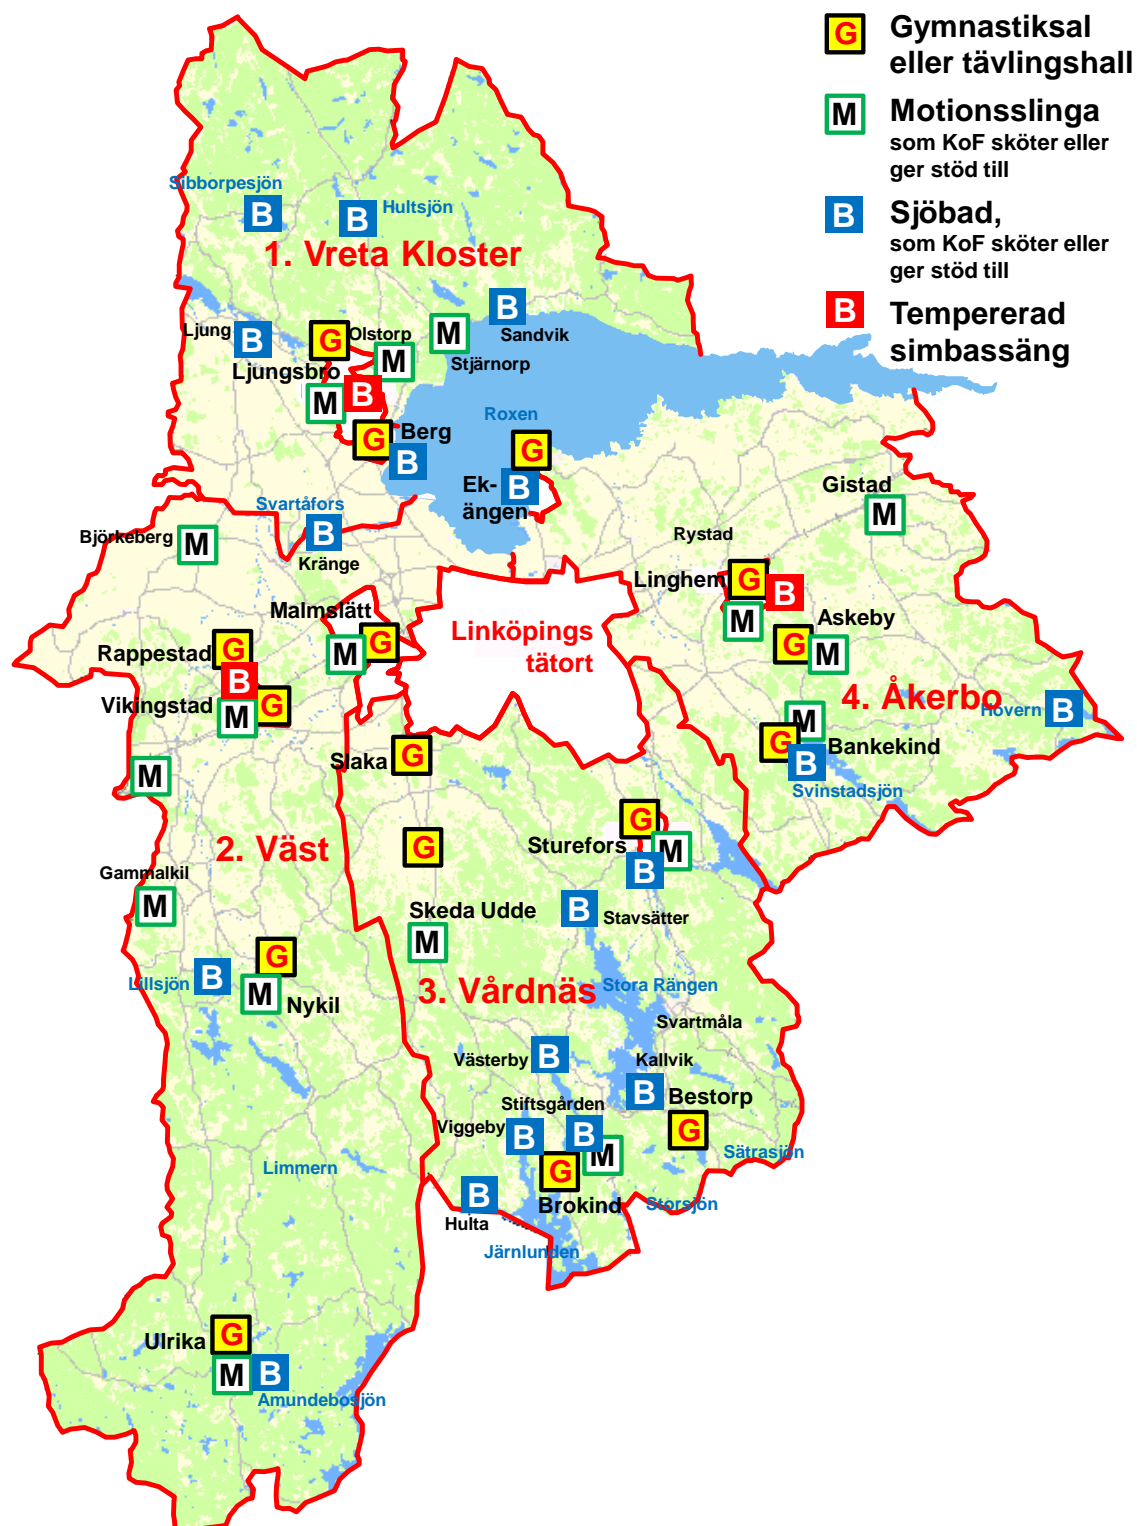 G
Gymnastiksal
eller tävlingshall
M
Motionsslinga
som KoF sköter eller
ger stöd till
B
Sjöbad,
som KoF sköter eller
ger stöd till
B
Tempererad
simbassäng
Sibborpesjön
B
B
Hultsjön
1. Vreta Kloster
B
Sandvik
Ljung
B
G
Olstorp
M
Stjärnorp
Ljungsbro
M
M
B
Roxen
G
Berg
B
G
B
Ek-
ängen
Gistad
M
Svartåfors
B
Kränge
Björkeberg
M
Rystad
Linghem
G
B
M
Askeby
G
M
Malmslätt
M
G
Linköpings
tätort
Rappestad
G
B
Vikingstad
M
G
4. Åkerbo
Hovern
B
M
G
Bankekind
B
Svinstadsjön
Slaka
G
M
G
Sturefors
G
M
B
2. Väst
Gammalkil
M
B
Stavsätter
Skeda Udde
M
G
Lillsjön
B
M
Nykil
3. Vårdnäs
Stora Rängen
Svartmåla
Västerby
B
Kallvik
B
Bestorp
G
Stiftsgården
Viggeby
B
B
M
Sätrasjön
Limmern
G
Brokind
Storsjön
B
Hulta
Järnlunden
Ulrika
G
M
B
Amundebosjön